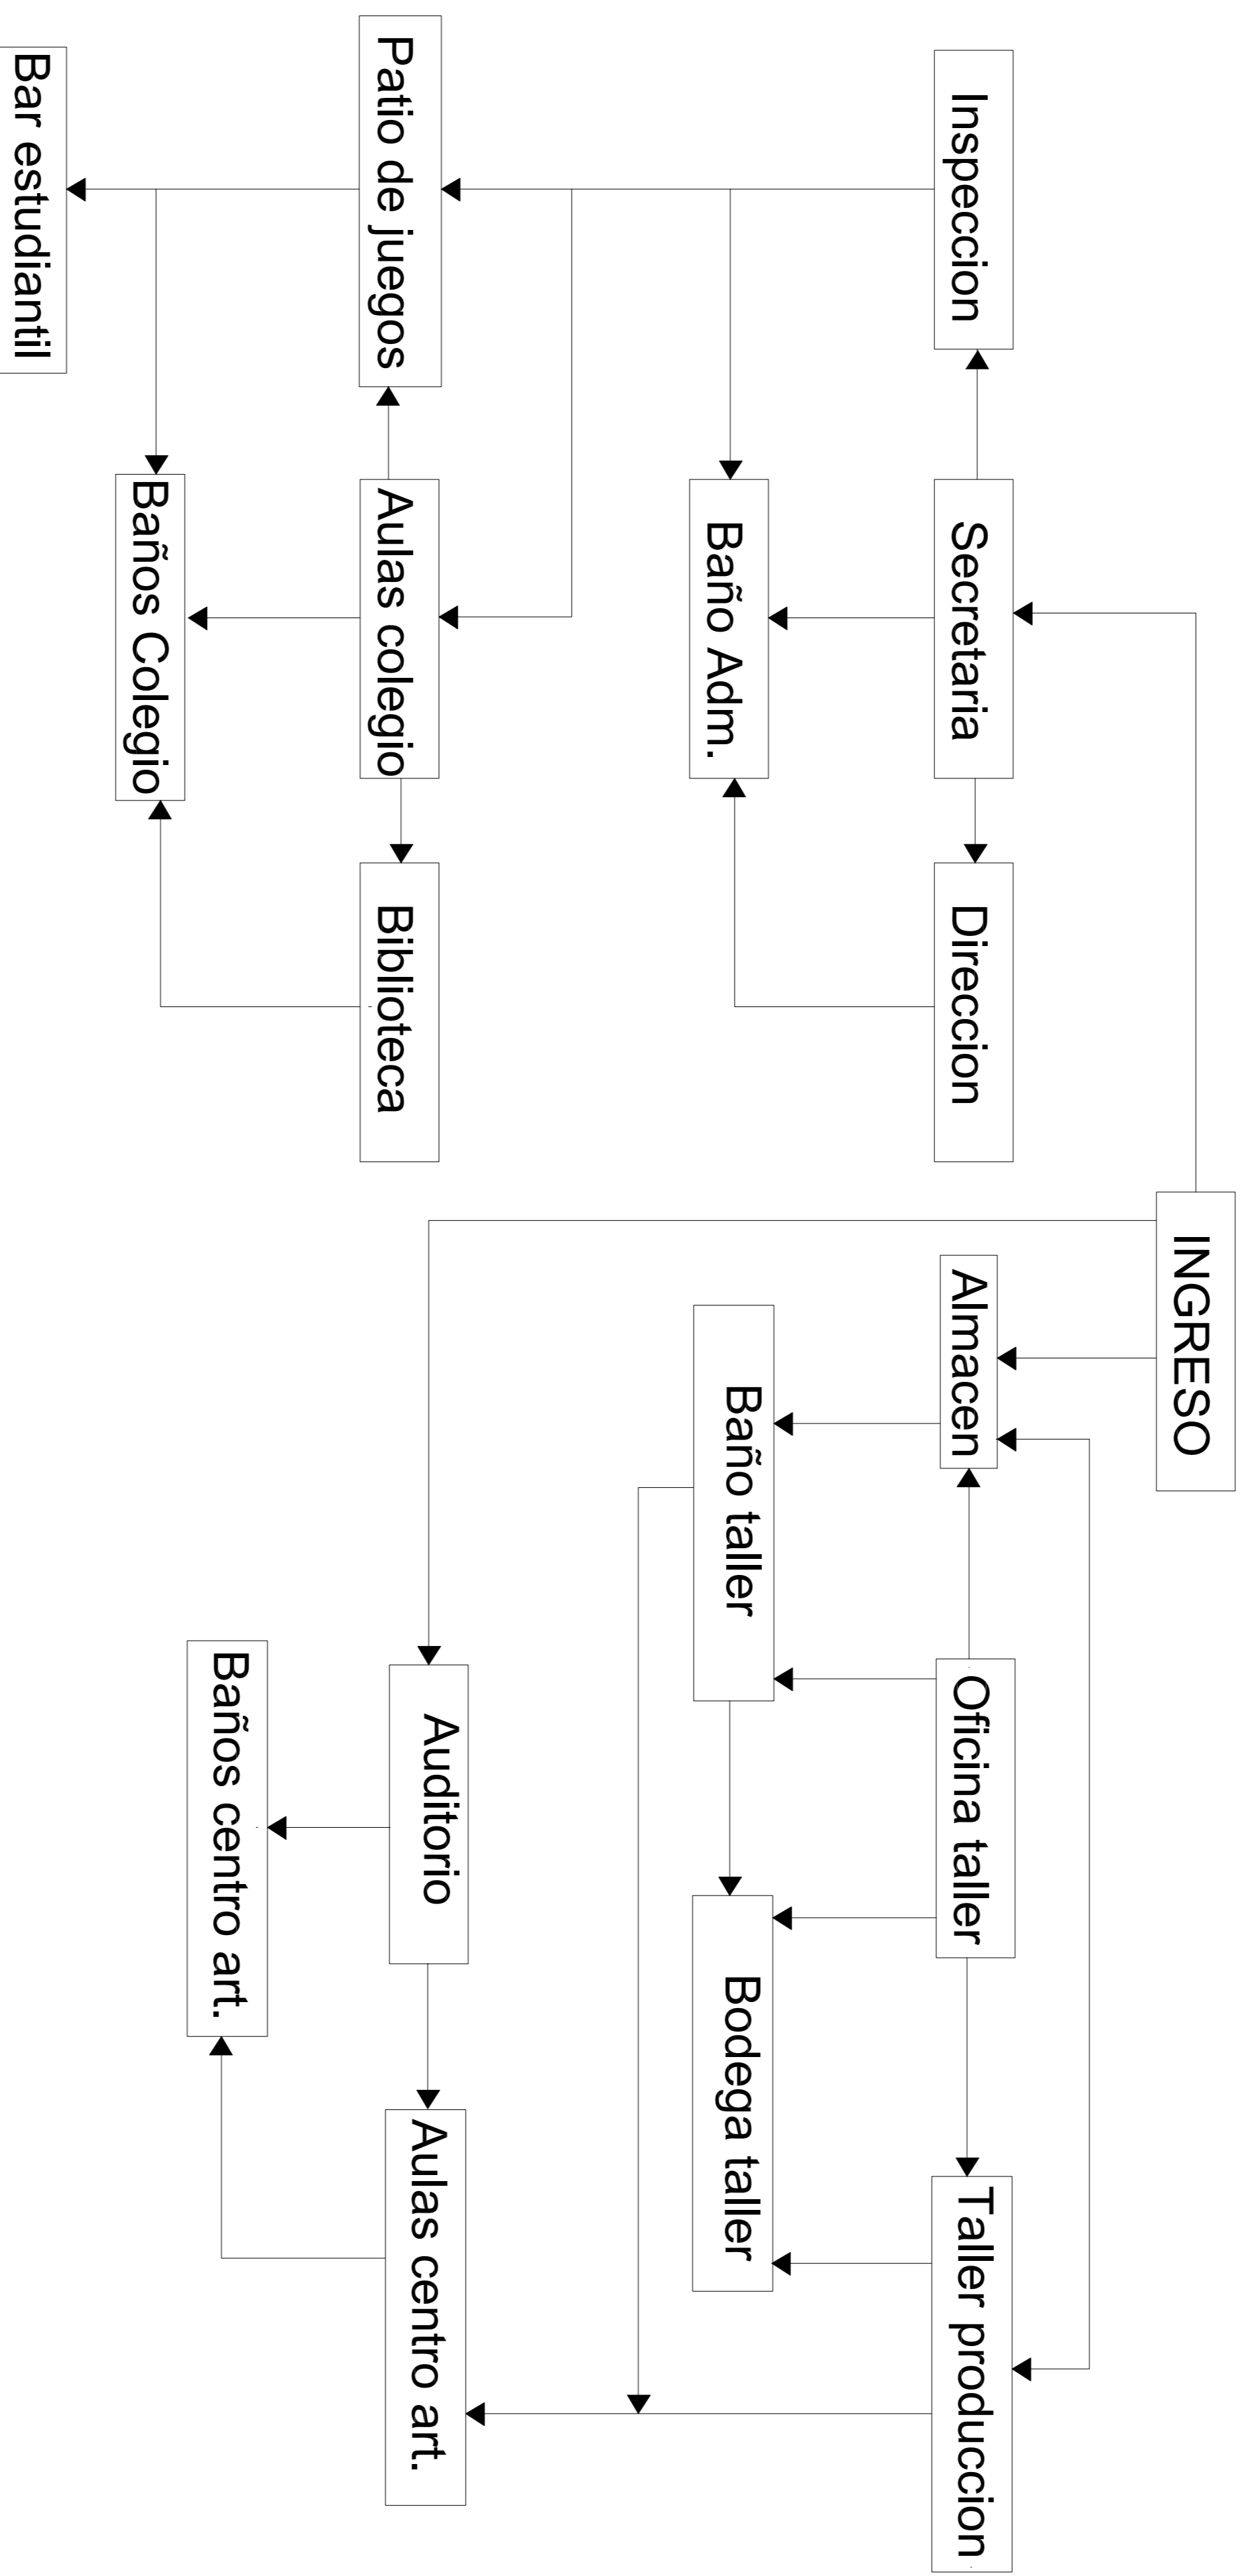 INGRESO
Inspeccion
Secretaria
Direccion
Almacen
Oficina taller
Taller produccion
Baño Adm.
Baño taller
Bodega taller
Patio de juegos
Aulas colegio
Biblioteca
Auditorio
Aulas centro art.
Baños Colegio
Baños centro art.
Bar estudiantil